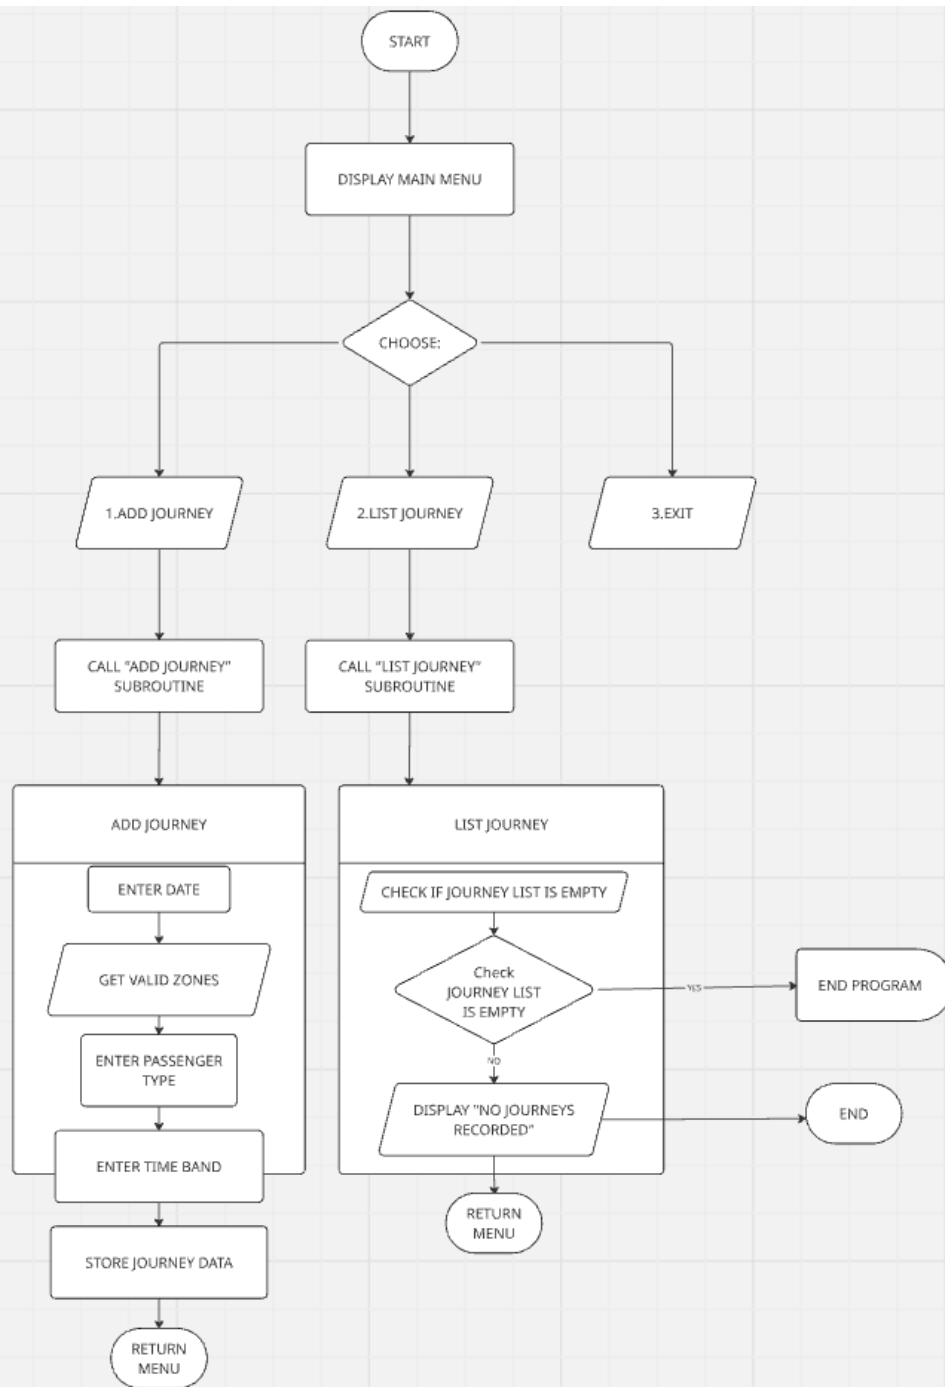 START
DISPLAY MAIN MENU
CHOOSE:
1.ADD JOURNEY
2.LIST JOURNEY
3.EXIT
CALL "ADD JOURNEY"
SUBROUTINE
CALL "LIST JOURNEY"
SUBROUTINE
ADD JOURNEY
ENTER DATE
GET VALID ZONES
ENTER PASSENGER
TYPE
ENTER TIME BAND
STORE JOURNEY DATA
RETURN
MENU
LIST JOURNEY
CHECK IF JOURNEY LIST IS EMPTY
Check
JOURNEY LIST
IS EMPTY
YES
END PROGRAM
NO
DISPLAY "NO JOURNEYS
RECORDED"
END
RETURN
MENU